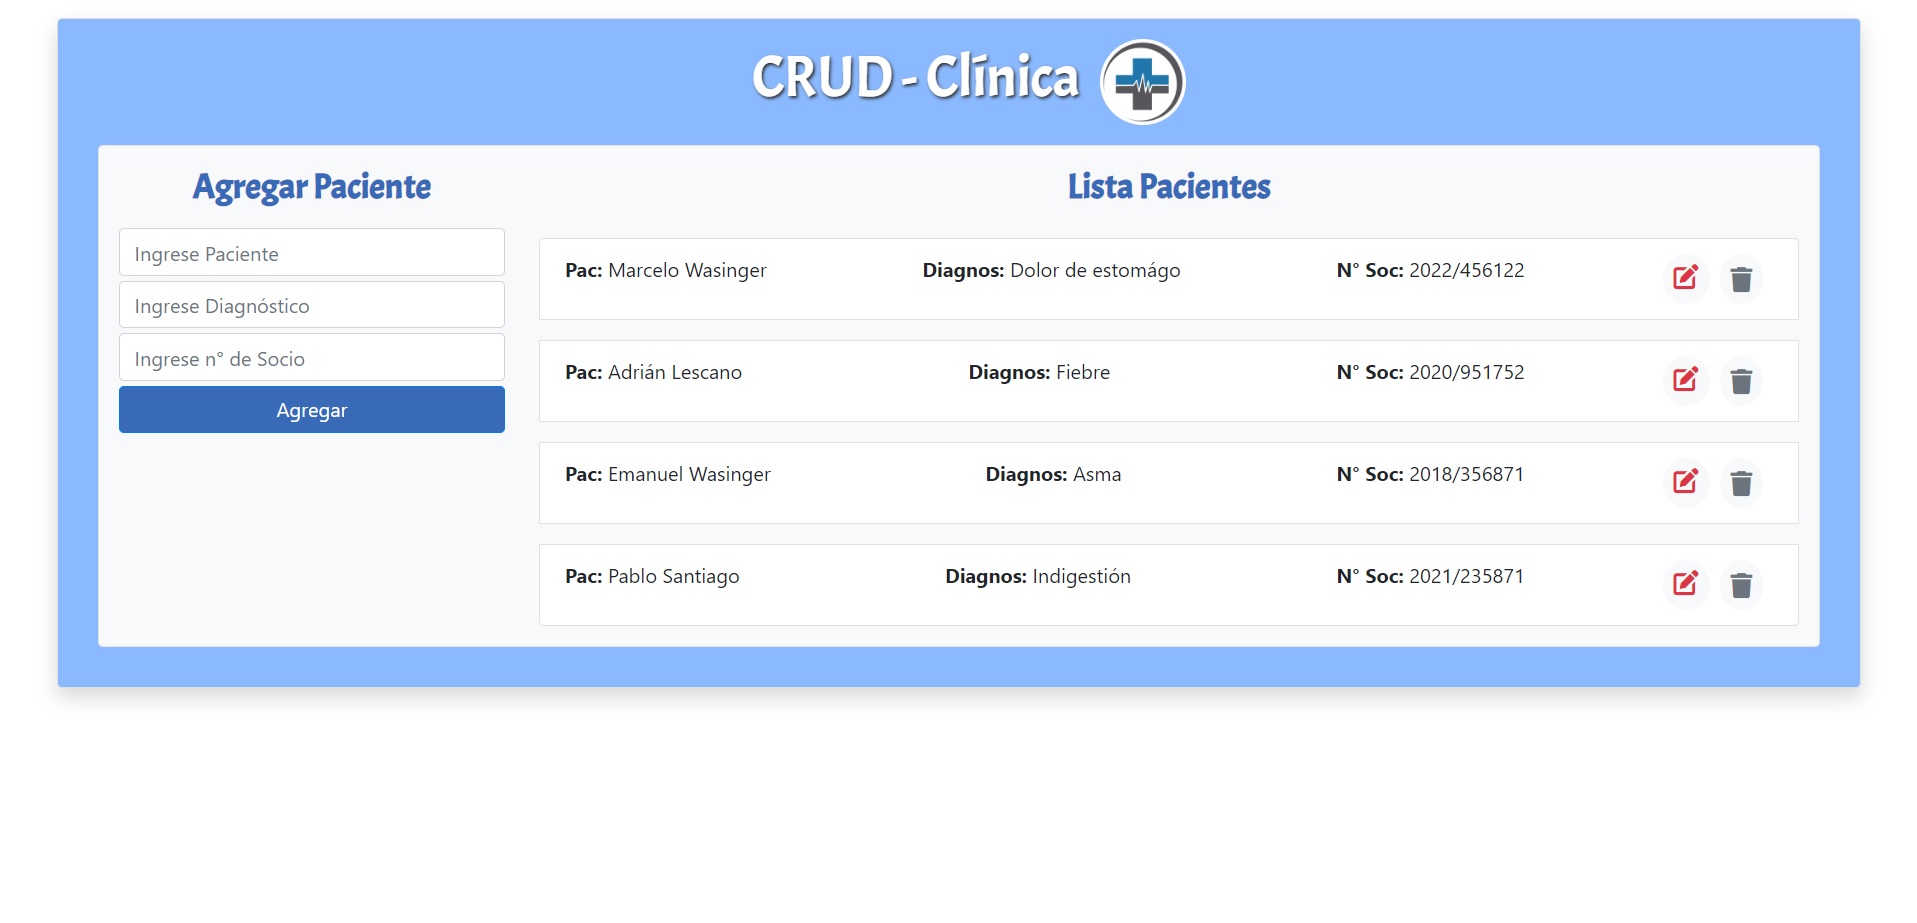 CRUD - Clínica
Agregar Paciente
Ingrese Paciente
Ingrese Diagnóstico
Ingrese n° de Socio
Agregar
Lista Pacientes
Pac: Marcelo Wasinger Diagnos: Dolor de estomágo N° Soc: 2022/456122
Pac: Adrián Lescano Diagnos: Fiebre N° Soc: 2020/951752
Pac: Emanuel Wasinger Diagnos: Asma N° Soc: 2018/356871
Pac: Pablo Santiago Diagnos: Indigestión N° Soc: 2021/235871